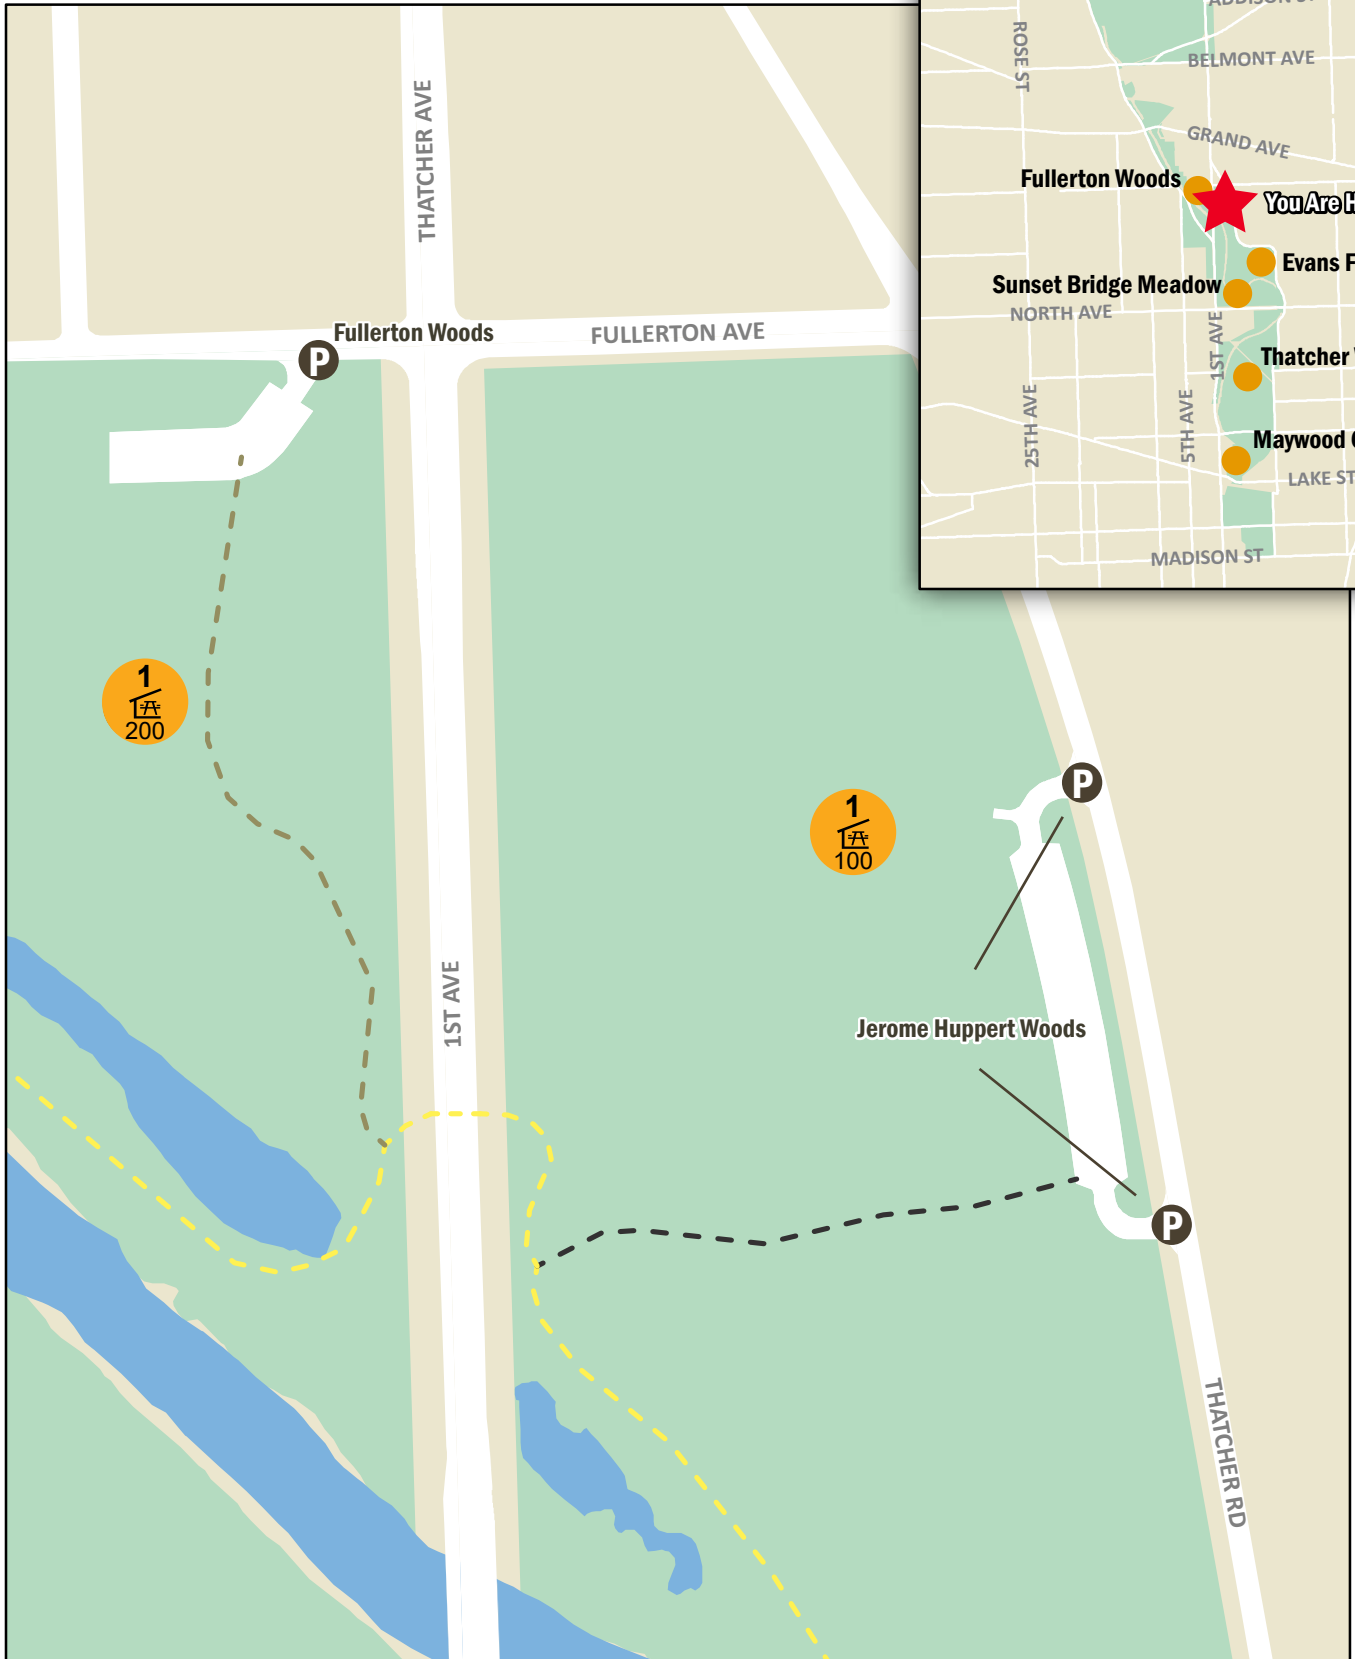 THATCHER AVE
Fullerton Woods
P
FULLERTON AVE
1
200
1
100
P
1ST AVE
Jerome Huppert Woods
P
THATCHER RD
ROSE ST
BELMONT AVE
GRAND AVE
Fullerton Woods
You Are
Evans
Sunset Bridge Meadow
NORTH AVE
1ST AVE
Thatcher
25TH AVE
5TH AVE
Maywood
LAKE ST
MADISON ST